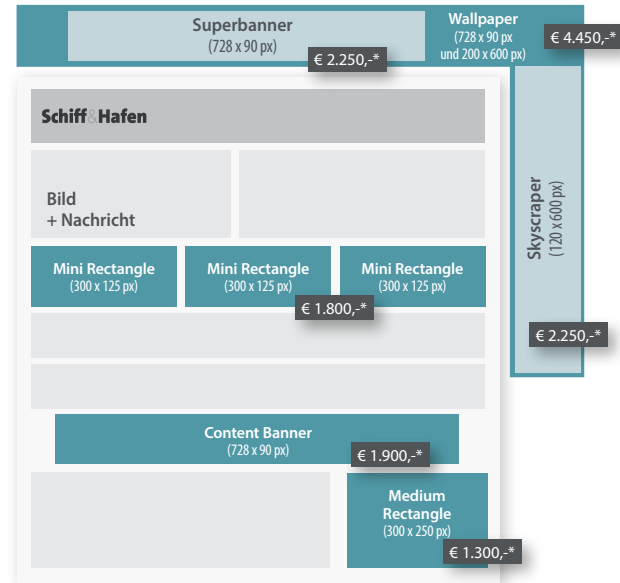 Superbanner
(728 x 90 px)
€ 2.250,-*
Wallpaper
(728 x 90 px
und 200 x 600 px)
€ 4.450,-*
Schiff&Hafen
Bild
+ Nachricht
Skyscraper
(120 x 600 px)
€ 2.250,-*
Mini Rectangle
(300 x 125 px)
Mini Rectangle
(300 x 125 px)
Mini Rectangle
(300 x 125 px)
€ 1.800,-*
Content Banner
(728 x 90 px)
€ 1.900,-*
Medium
Rectangle
(300 x 250 px)
€ 1.300,-*